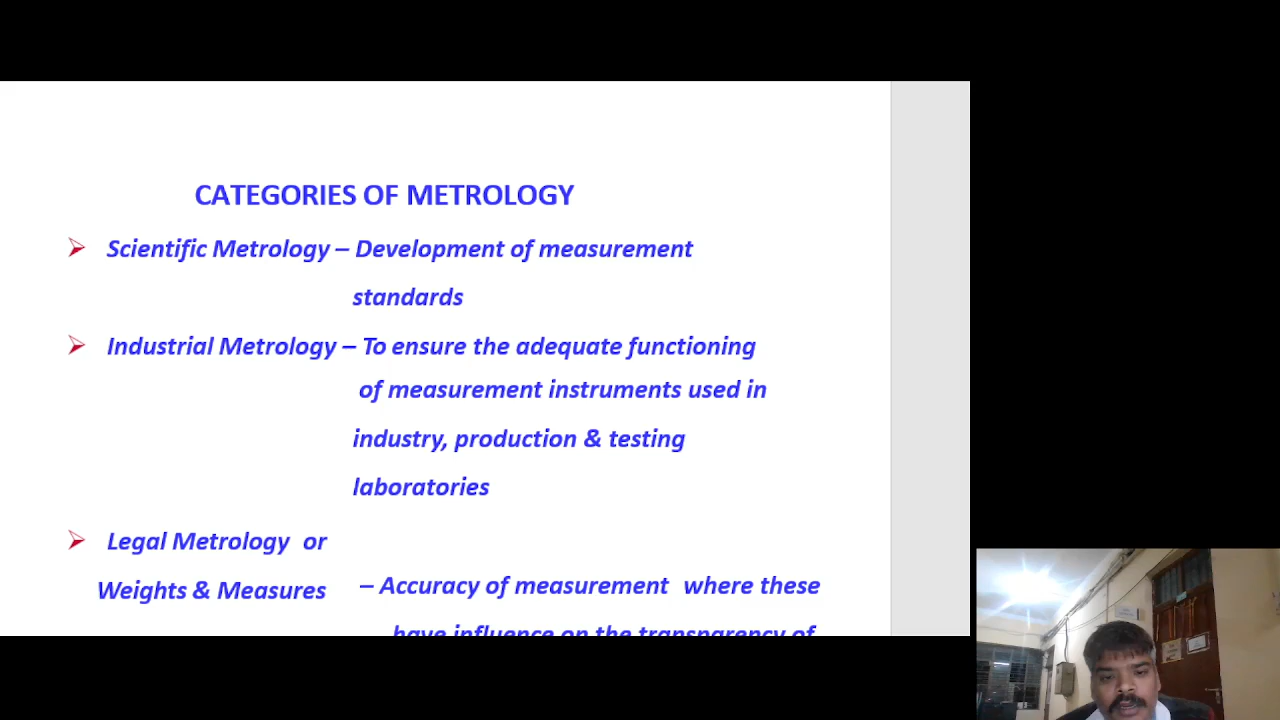 CATEGORIES OF METROLOGY
Scientific Metrology – Development of measurement
standards
Industrial Metrology – To ensure the adequate functioning
of measurement instruments used in
industry, production & testing
laboratories
Legal Metrology or
Weights & Measures – Accuracy of measurement where these
have influence on the transparency of